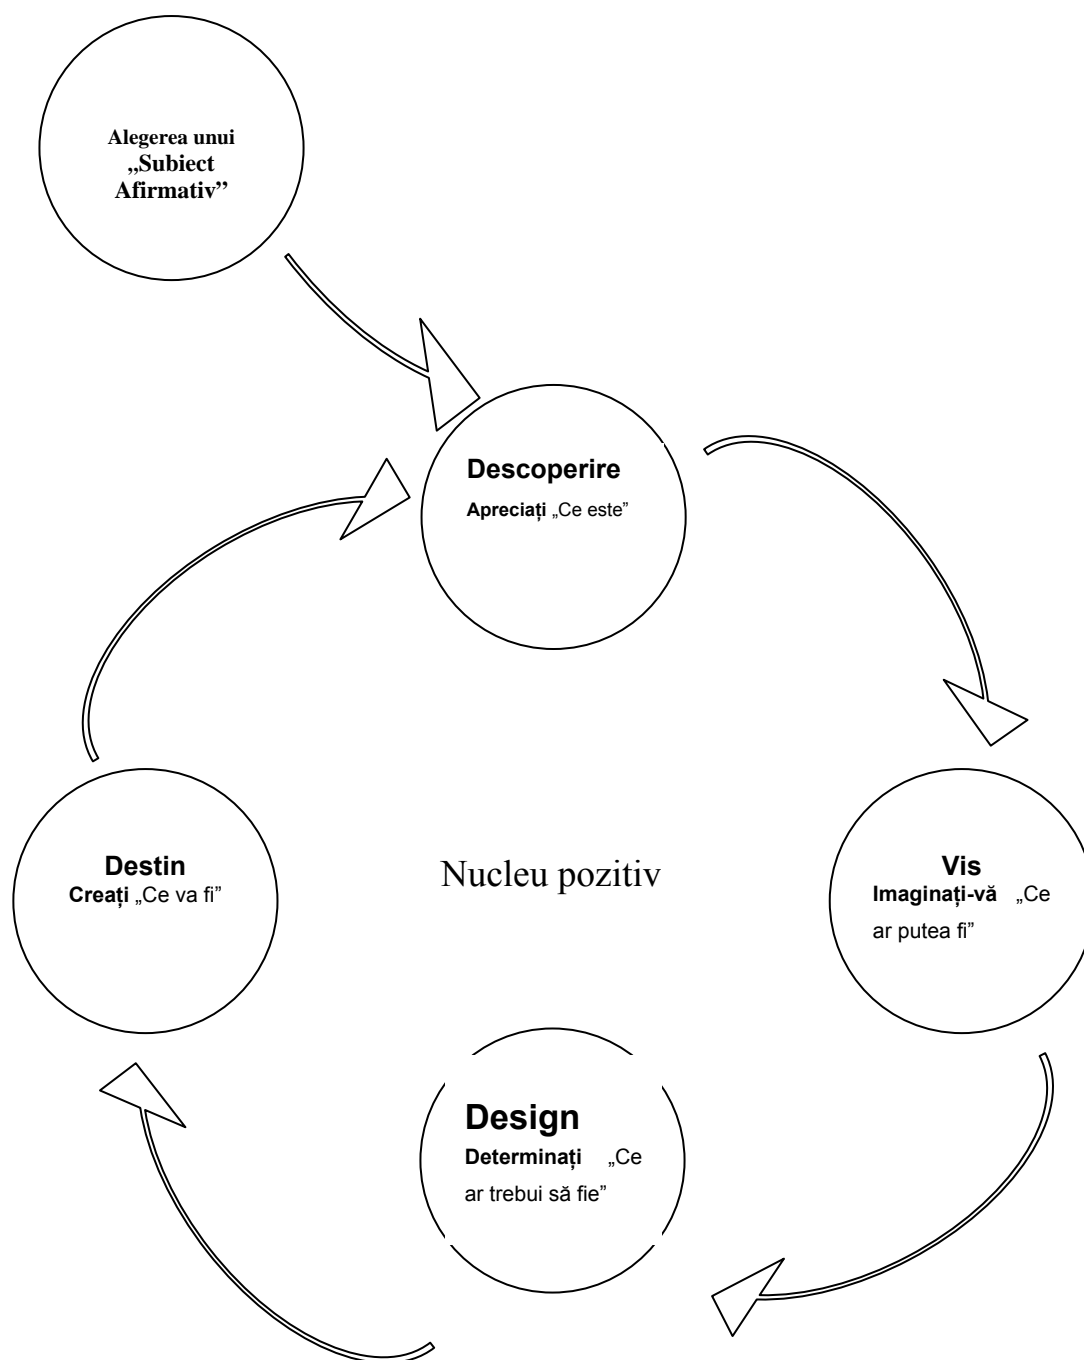 Alegerea unui
„Subiect
Afirmativ”
Descoperire
Apreciați „Ce este”
Destin
Creați „Ce va fi”
Nucleu pozitiv
Vis
Imaginați-vă „Ce
ar putea fi”
Design
Determinați „Ce
ar trebui să fie”